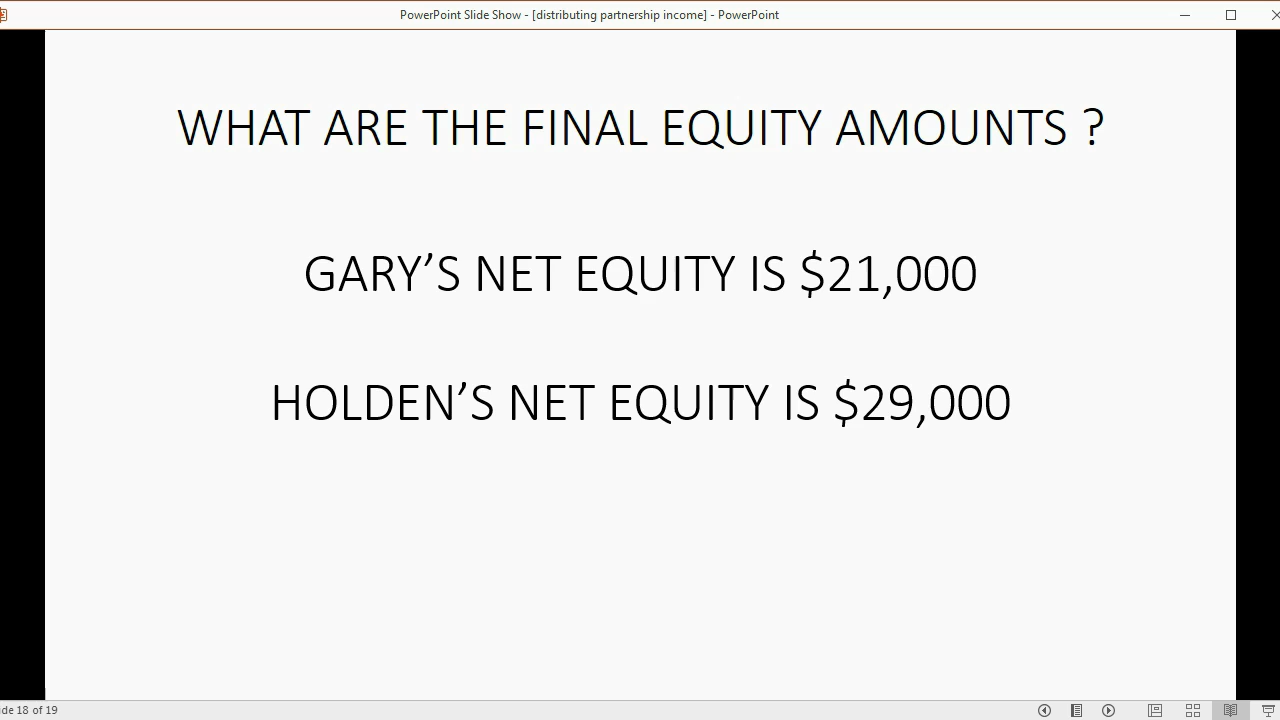 PowerPoint Slide Show - [distributing partnership income] - PowerPoint
WHAT ARE THE FINAL EQUITY AMOUNTS ?
GARY’S NET EQUITY IS $21,000
HOLDEN’S NET EQUITY IS $29,000
ide 18 of 19